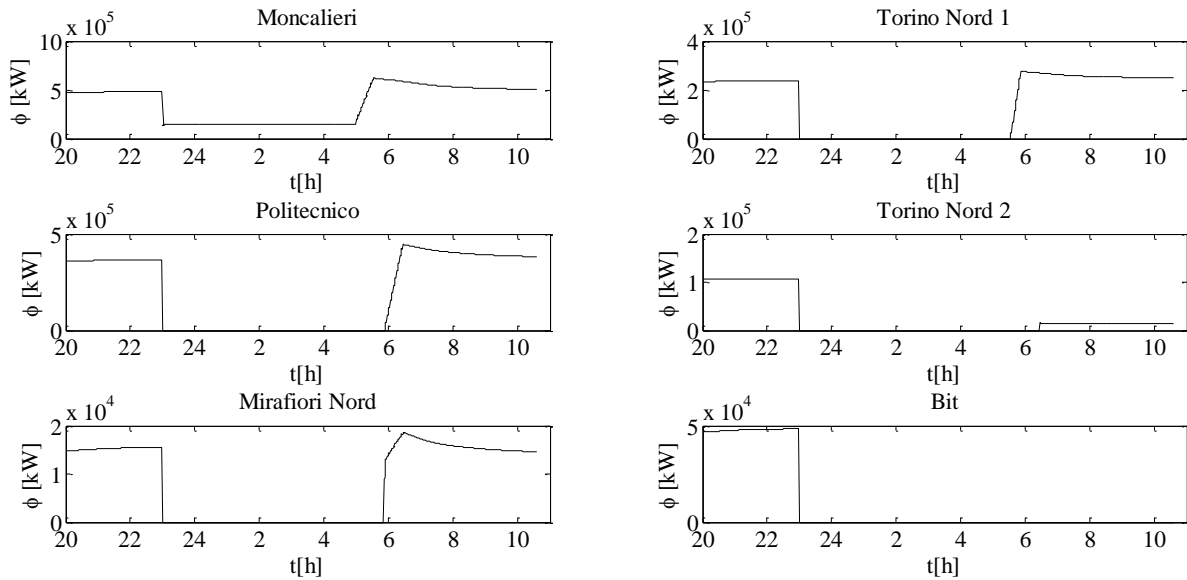 Moncalieri
x 10^5
10
5
0
ϕ [kW]
20 22 24 2 4 6 8 10
t[h]
Torino Nord 1
x 10^5
4
2
0
ϕ [kW]
20 22 24 2 4 6 8 10
t[h]
Politecnico
x 10^5
5
0
ϕ [kW]
20 22 24 2 4 6 8 10
t[h]
Torino Nord 2
x 10^5
2
1
0
ϕ [kW]
20 22 24 2 4 6 8 10
t[h]
Mirafiori Nord
x 10^4
2
1
0
ϕ [kW]
20 22 24 2 4 6 8 10
t[h]
Bit
x 10^4
5
0
ϕ [kW]
20 22 24 2 4 6 8 10
t[h]